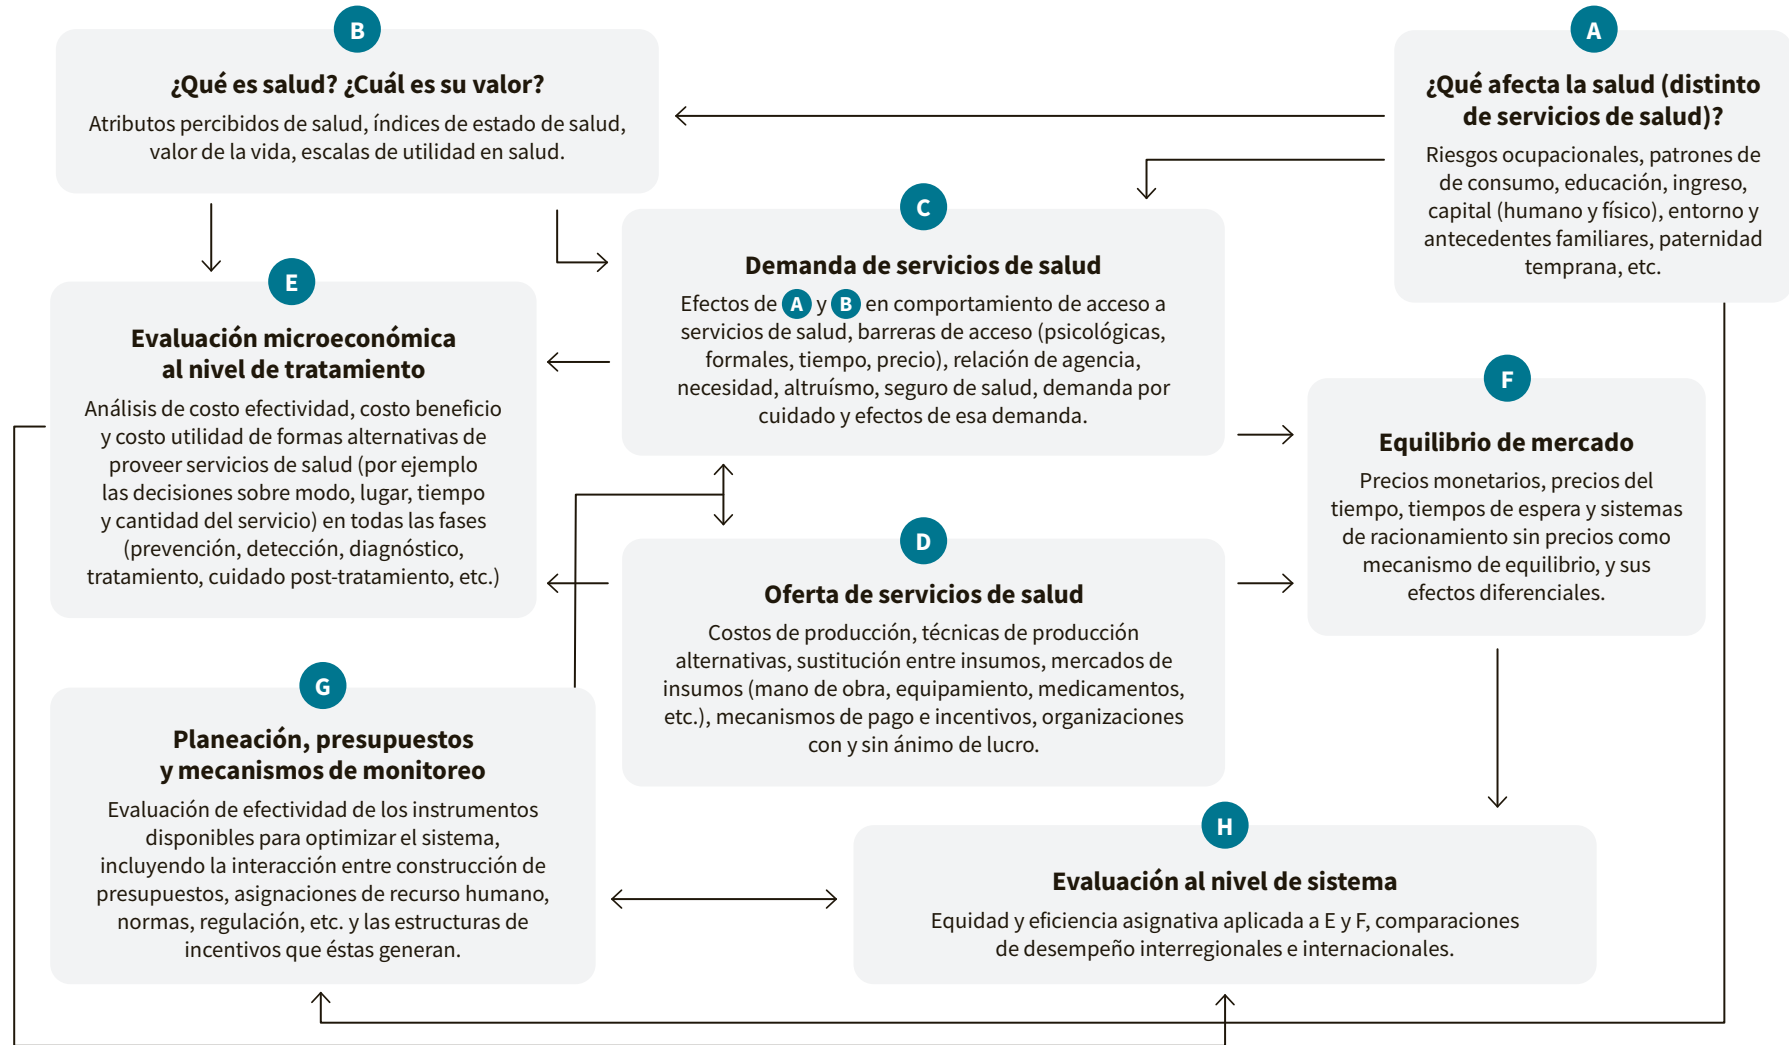 B
¿Qué es salud? ¿Cuál es su valor?
Atributos percibidos de salud, índices de estado de salud,
valor de la vida, escalas de utilidad en salud.
A
¿Qué afecta la salud (distinto
de servicios de salud)?
Riesgos ocupacionales, patrones de
de consumo, educación, ingreso,
capital (humano y físico), entorno y
antecedentes familiares, paternidad
temprana, etc.
C
Demanda de servicios de salud
Efectos de A y B en comportamiento de acceso a
servicios de salud, barreras de acceso (psicológicas,
formales, tiempo, precio), relación de agencia,
necesidad, altruísmo, seguro de salud, demanda por
cuidado y efectos de esa demanda.
E
Evaluación microeconómica
al nivel de tratamiento
Análisis de costo efectividad, costo beneficio
y costo utilidad de formas alternativas de
proveer servicios de salud (por ejemplo
las decisiones sobre modo, lugar, tiempo
y cantidad del servicio) en todas las fases
(prevención, detección, diagnóstico,
tratamiento, cuidado post-tratamiento, etc.)
F
Equilibrio de mercado
Precios monetarios, precios del
tiempo, tiempos de espera y sistemas
de racionamiento sin precios como
mecanismo de equilibrio, y sus
efectos diferenciales.
D
Oferta de servicios de salud
Costos de producción, técnicas de producción
alternativas, sustitución entre insumos, mercados de
insumos (mano de obra, equipamiento, medicamentos,
etc.), mecanismos de pago e incentivos, organizaciones
con y sin ánimo de lucro.
G
Planeación, presupuestos
y mecanismos de monitoreo
Evaluación de efectividad de los instrumentos
disponibles para optimizar el sistema,
incluyendo la interacción entre construcción de
presupuestos, asignaciones de recurso humano,
normas, regulación, etc. y las estructuras de
incentivos que éstas generan.
H
Evaluación al nivel de sistema
Equidad y eficiencia asignativa aplicada a E y F, comparaciones
de desempeño interregionales e internacionales.